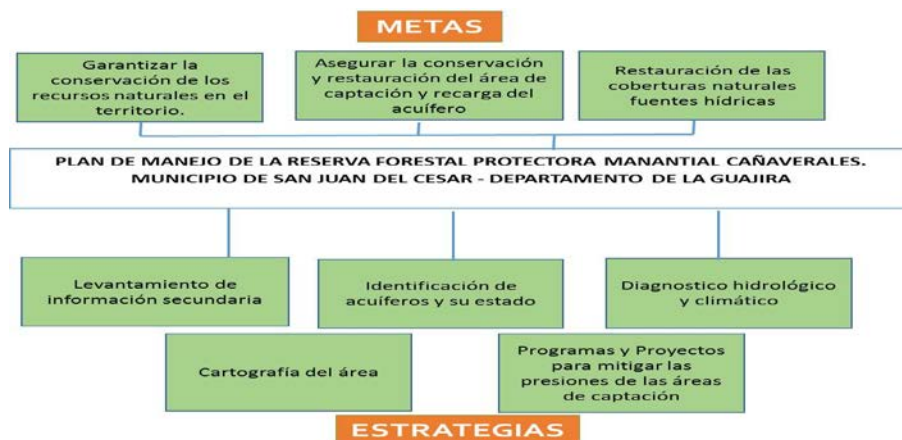 METAS
Garantizar la
conservación de los
recursos naturales en el
territorio.
Asegurar la conservación
y restauración del área de
captación y recarga del
acuífero
Restauración de las
coberturas naturales
fuentes hídricas
PLAN DE MANEJO DE LA RESERVA FORESTAL PROTECTORA MANANTIAL CAÑAVERALES.
MUNICIPIO DE SAN JUAN DEL CESAR - DEPARTAMENTO DE LA GUAJIRA
Levantamiento de
información secundaria
Identificación de
acuíferos y su estado
Diagnostico hidrológico
y climático
Cartografía del área
Programas y Proyectos
para mitigar las
presiones de las áreas
de captación
ESTRATEGIAS